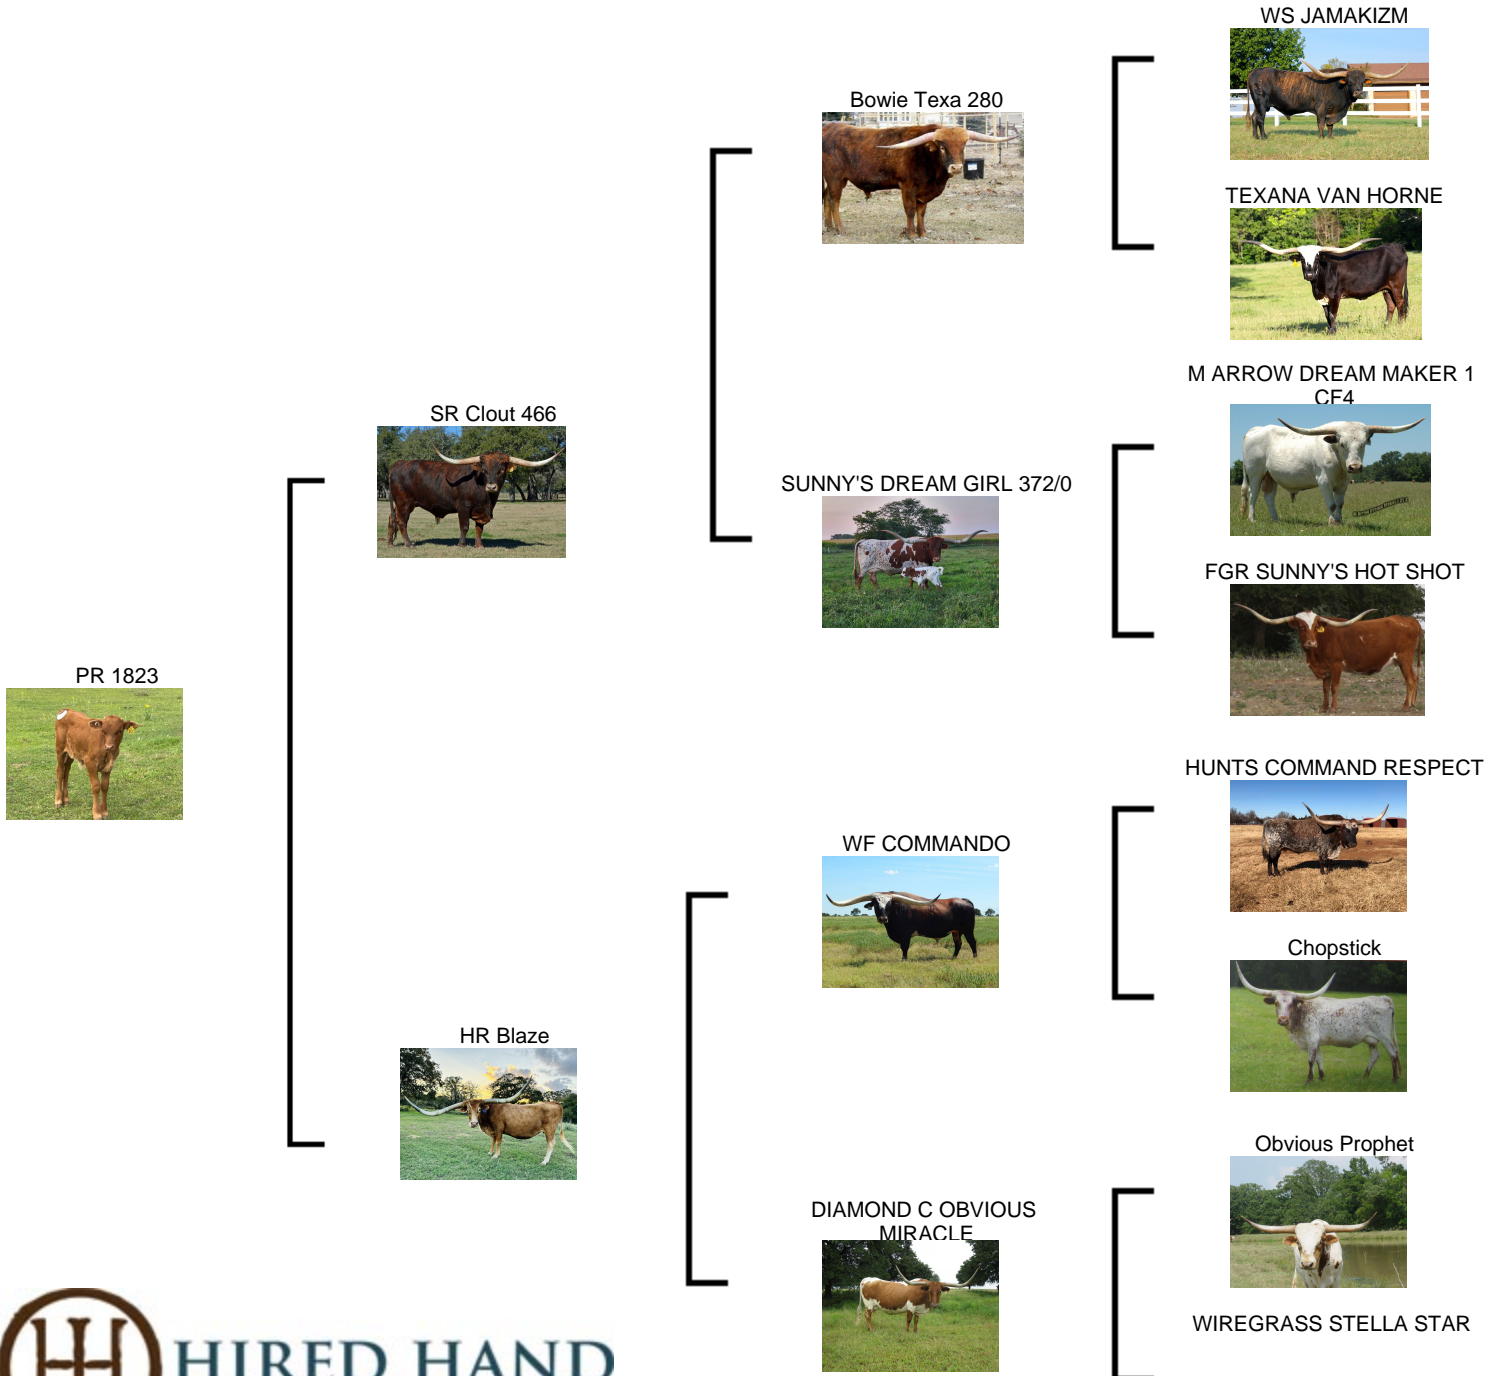 WS JAMAKIZM
Bowie Texa 280
TEXANA VAN HORNE
M ARROW DREAM MAKER 1
CF4
SR Clout 466
SUNNY'S DREAM GIRL 372/0
FGR SUNNY'S HOT SHOT
PR 1823
HUNTS COMMAND RESPECT
WF COMMANDO
Chopstick
HR Blaze
Obvious Prophet
DIAMOND C OBVIOUS
MIRACLE
WIREGRASS STELLA STAR
HIRED HAND